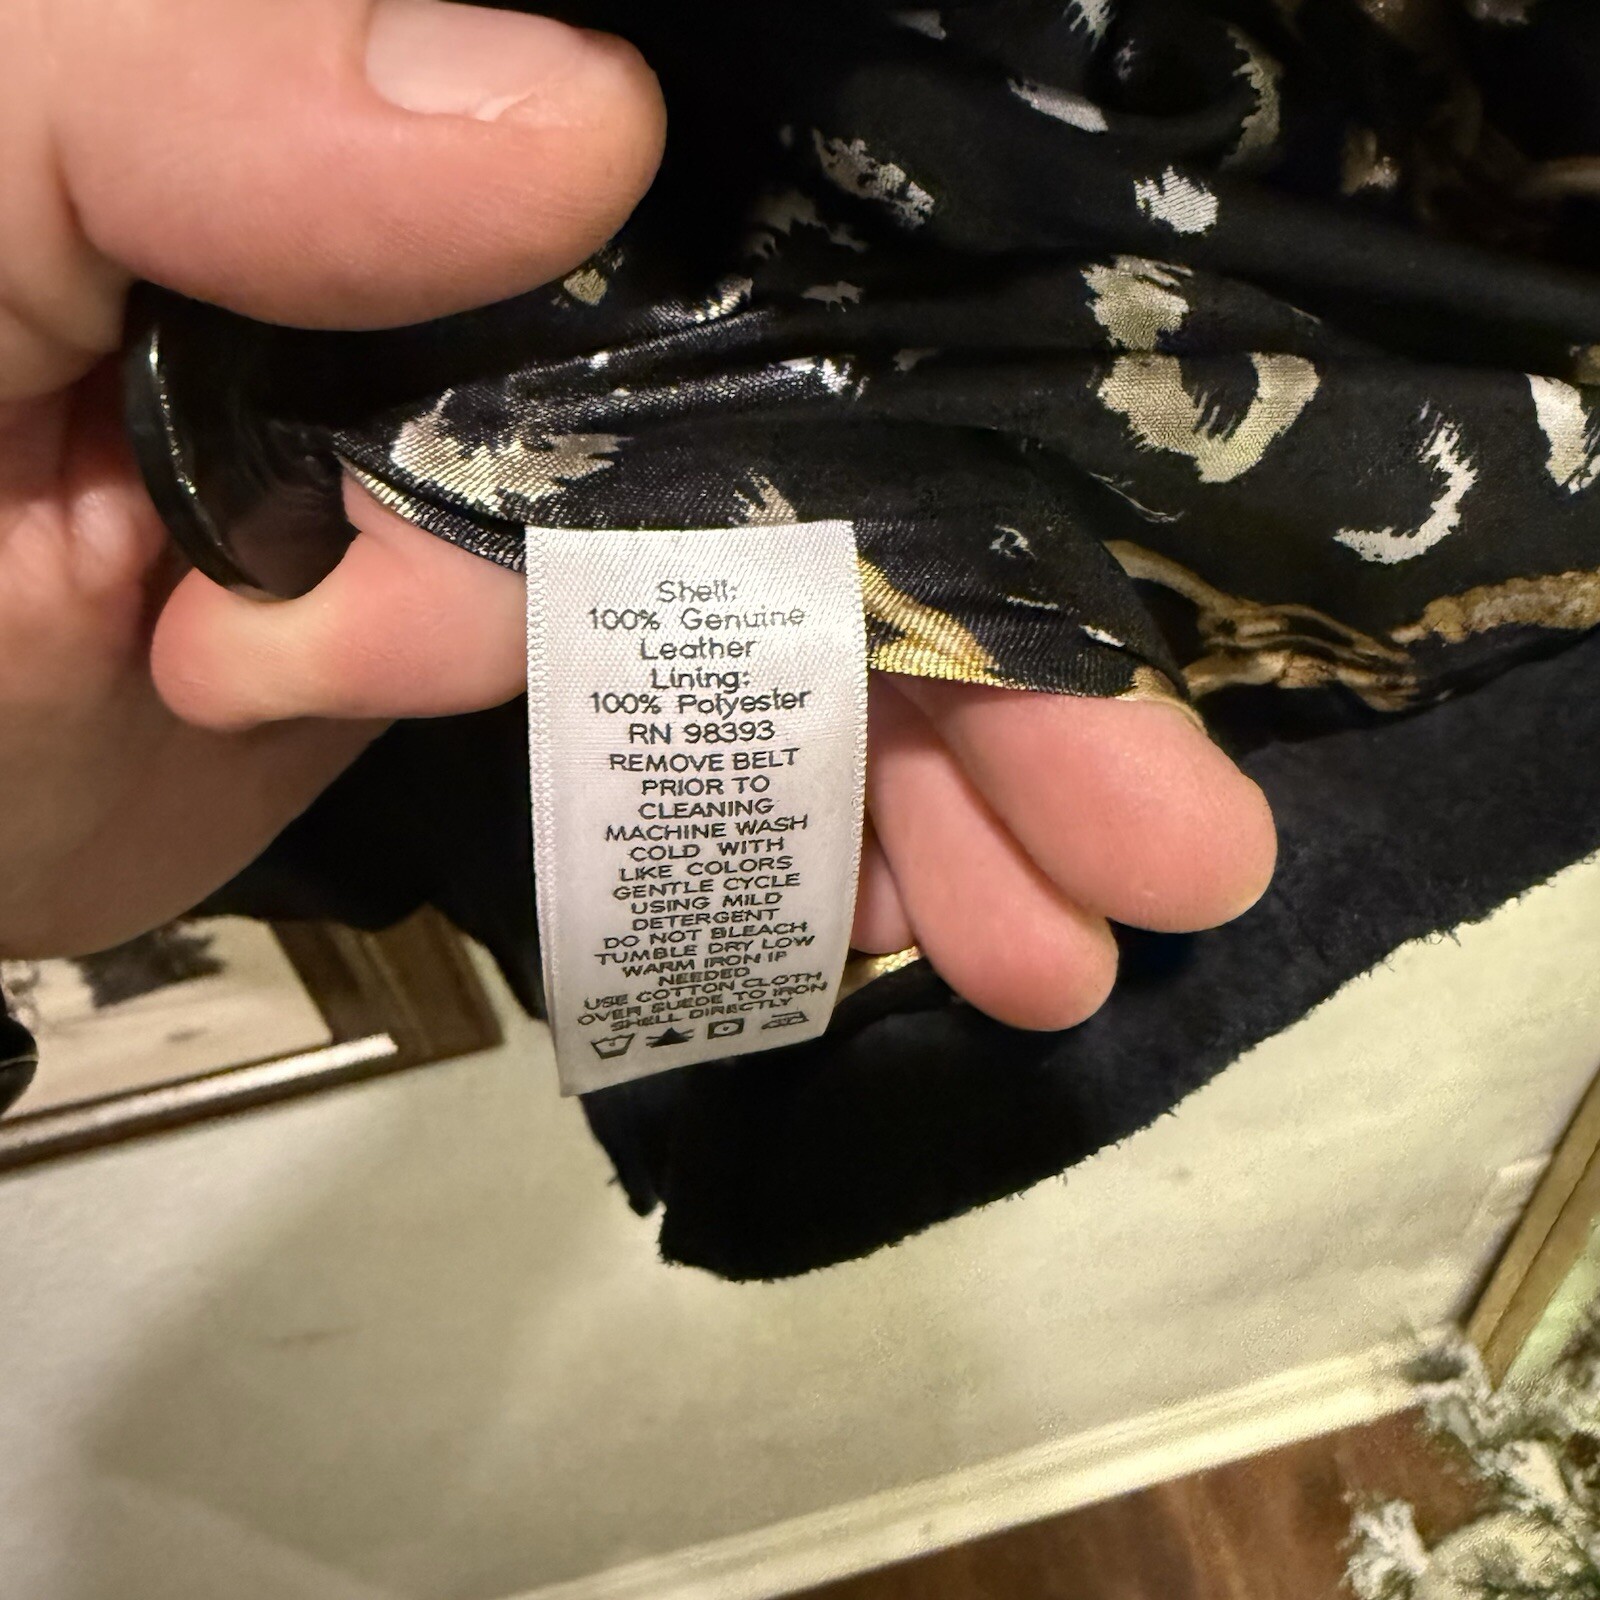 Shell:
100% Genuine
Leather
Lining:
100% Polyester
RN 98393
REMOVE BELT
PRIOR TO
CLEANING
MACHINE WASH
COLD WITH
LIKE COLORS
GENTLE CYCLE
USING MILD
DETERGENT
DO NOT BLEACH
TUMBLE DRY LOW
WARM IRON IF
NEEDED
USE COTTON CLOTH
OVER SUEDE TO IRON
SHELL DIRECTLY